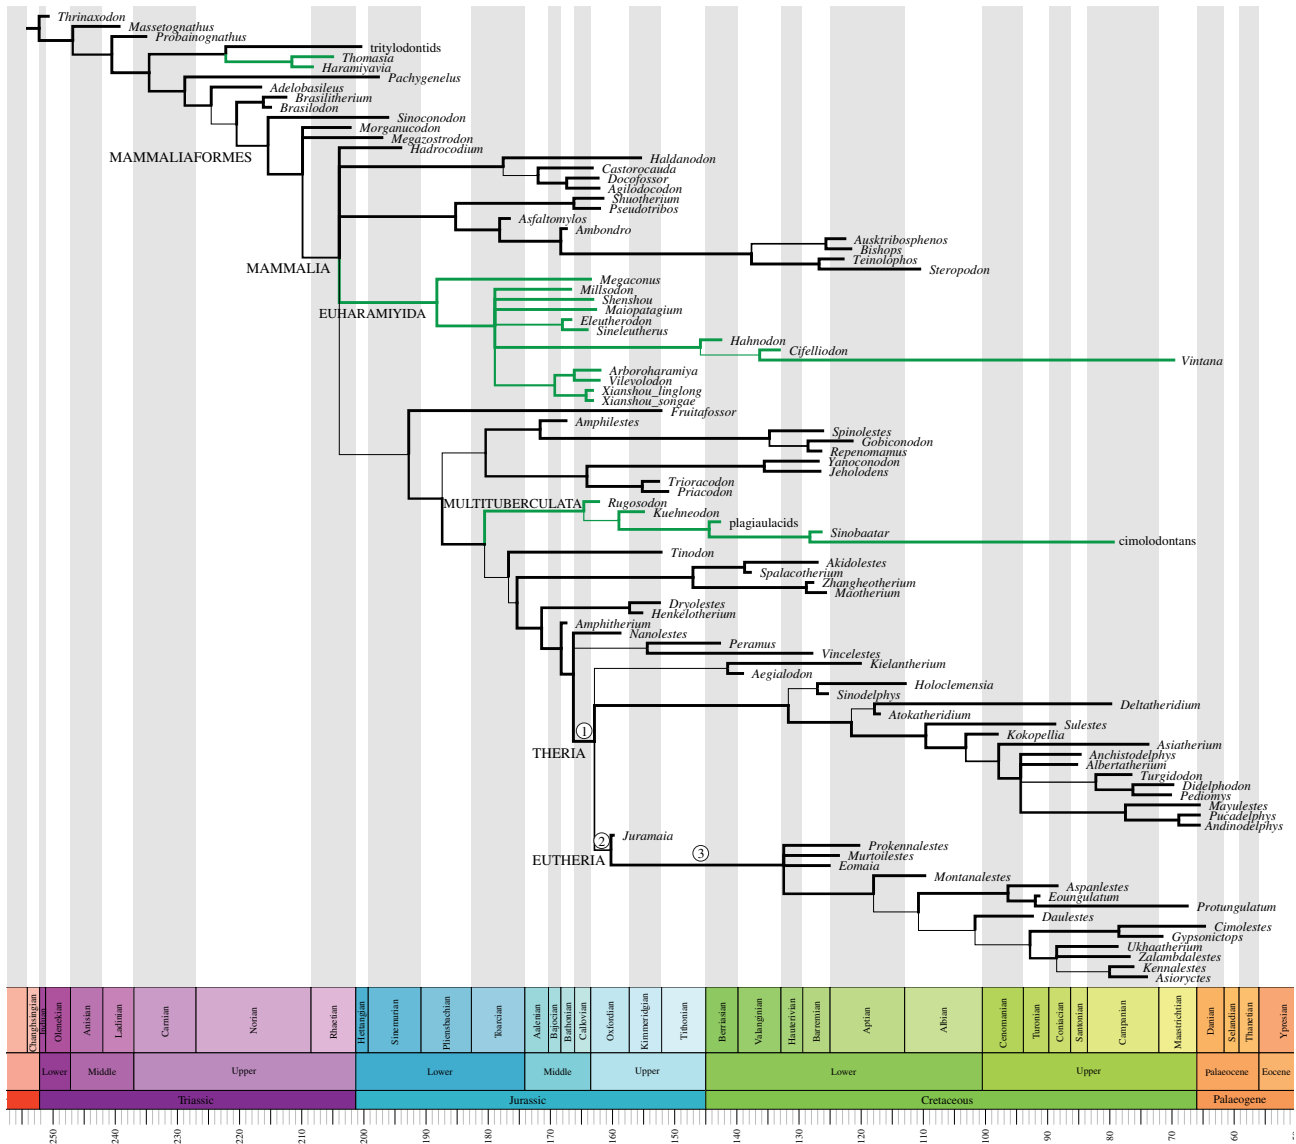 Thrinaxodon
Massetognathus
Probainognathus
tritylodontids
Thomasia
Haramiyavia
Pachygenelus
Adelobasileus
Brasilitherium
Brasilodon
Sinoconodon
Morganucodon
Megazostrodon
Hadrocodium
MAMMALIAFORMES
Haldanodon
Castorocauda
Docofossor
Agilodocodon
Shuotherium
Pseudotribos
Asfaltomylos
Ambondro
Ausktribosphenos
Bishops
Teinolophos
Steropodon
MAMMALIA
Megaconus
Millsodon
Shenshou
Maiopatagium
EUHARAMIYIDA
Eleutherodon
Sineleutherus
Hahnodon
Cifelliodon
Vintana
Arboroharamiya
Vilevolodon
Xianshou_linglong
Xianshou_songae
Fruitafossor
Amphilestes
Spinolestes
Gobiconodon
Repenomamus
Yanoconodon
Jeholodens
Trioracodon
Priacodon
MULTITUBERCULATA
Rugosodon
Kuehneodon
plagiaulacids
Sinobaatar
cimolodontans
Tinodon
Akidolestes
Spalacotherium
Zhangheotherium
Maotherium
Dryolestes
Henkelotherium
Amphitherium
Nanolestes
Peramus
Vincelestes
Kielantherium
Aegialodon
Holoclemensia
Sinodelphys
Deltatheridium
Atokatheridium
Sulestes
1
Kokopellia
THERIA
Asiatherium
Anchistodelphys
Albertatherium
Turgidodon
Didelphodon
Pediomys
Mayulestes
Pucadelphys
Andinodelphys
Juramaia
2
EUTHERIA
3
Prokennalestes
Murtoilestes
Eomaia
Montanalestes
Aspanlestes
Eoungulatum
Protungulatum
Daulestes
Cimolestes
Gypsonictops
Ukhaatherium
Zalambdalestes
Kennalestes
Asioryctes
Changhsingian Induan Olenekian Anisian Ladinian Carnian Norian Rhaetian Hettangian Sinemurian Pliensbachian Toarcian Aalenian Bajocian Bathonian Callovian Oxfordian Kimmeridgian Tithonian Berriasian Valanginian Hauterivian Barremian Aptian Albian Cenomanian Turonian Coniacian Santonian Campanian Maastrichtian Danian Selandian Thanetian Ypresian
Lower Middle Upper Lower Middle Upper Lower Upper Palaeocene Eocene
Triassic Jurassic Cretaceous Palaeogene
250 240 230 220 210 200 190 180 170 160 150 140 130 120 110 100 90 80 70 60